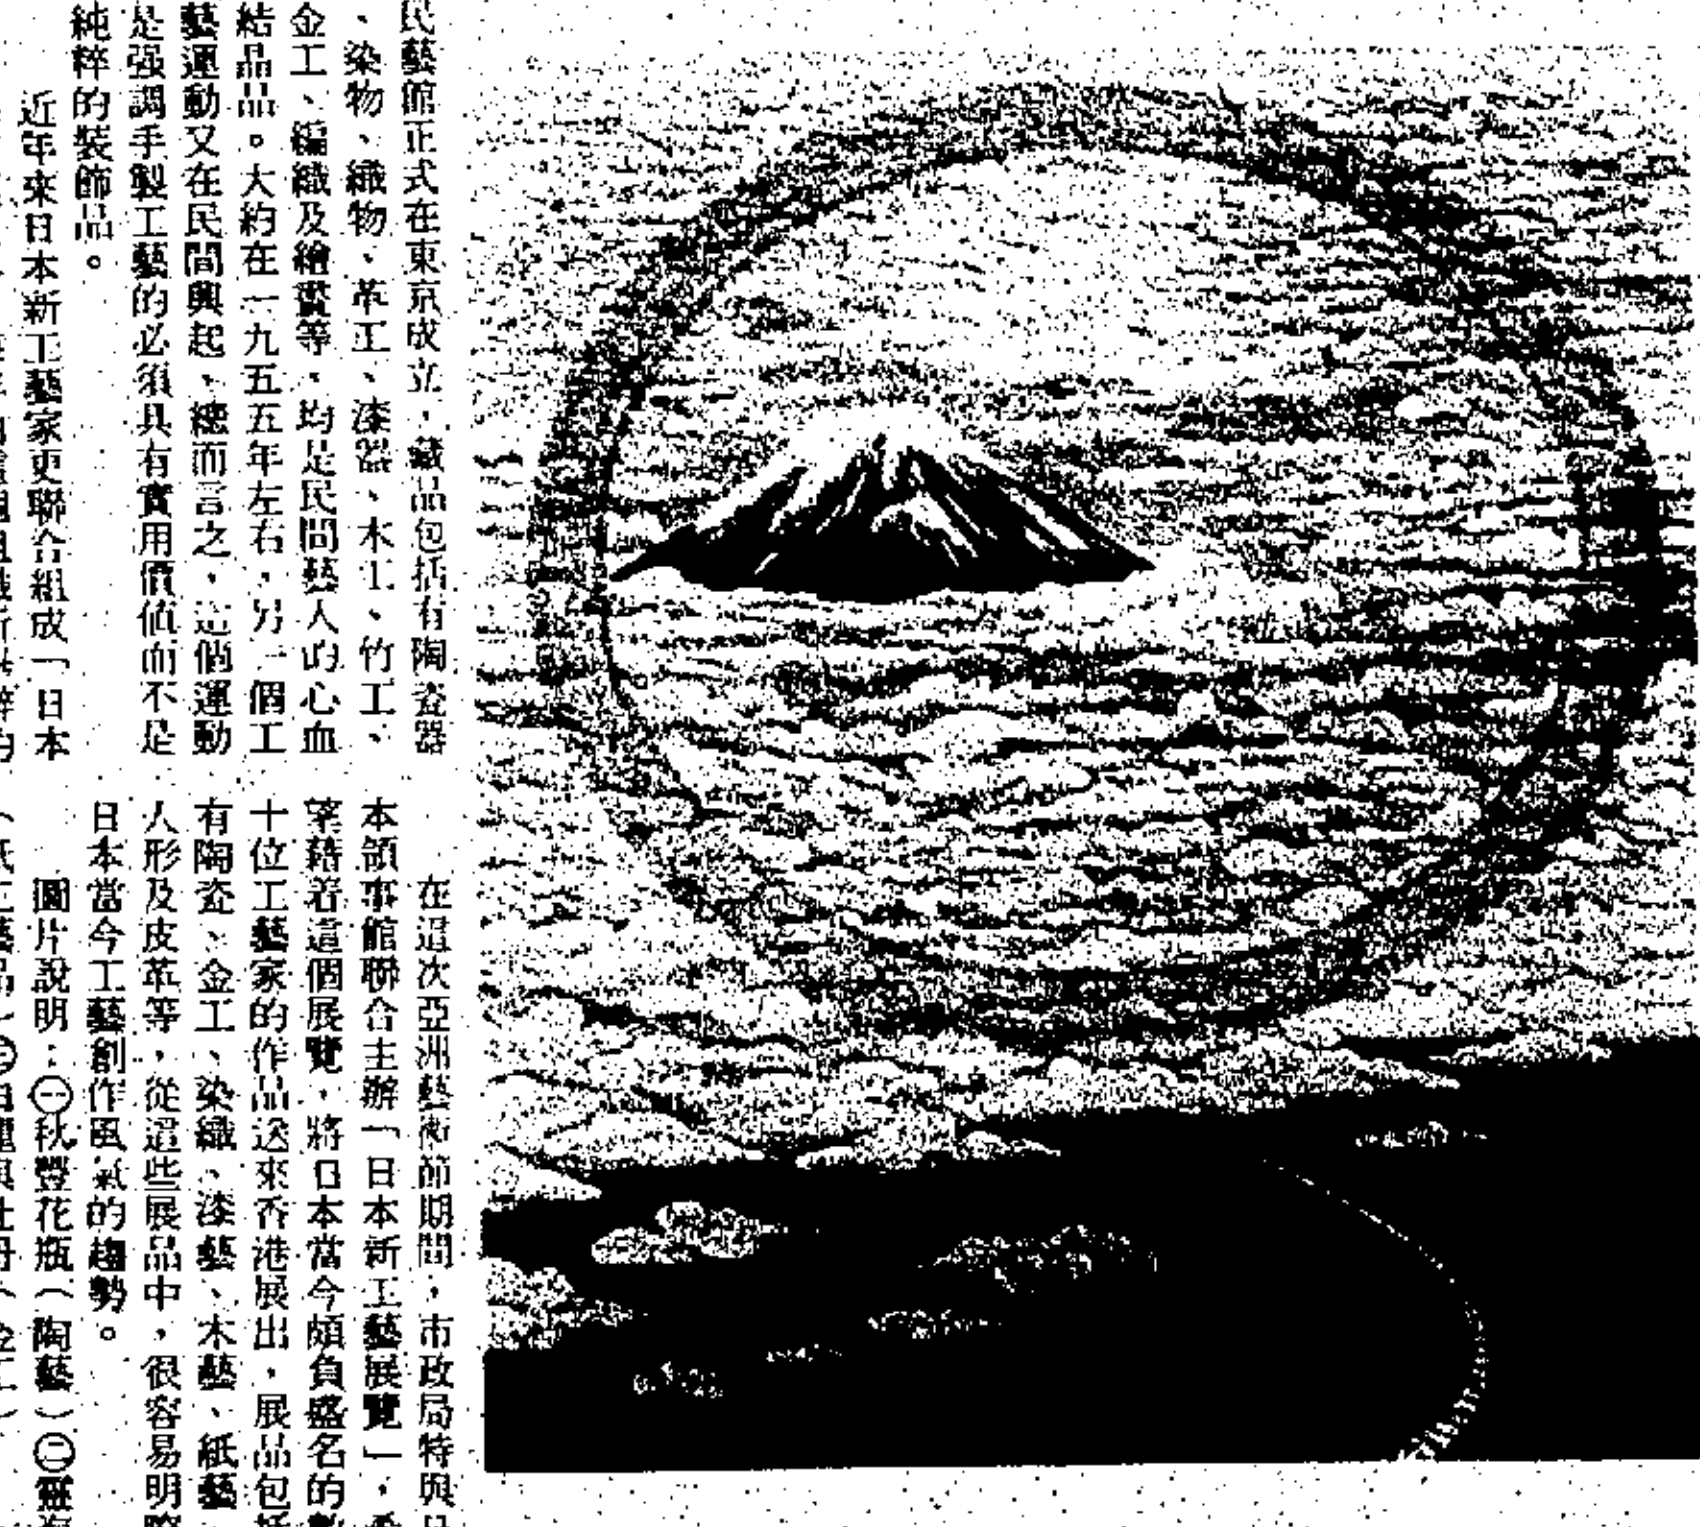 民藝館正式在東京成立，藏品包括有陶瓷器
、染物、織物、革工、漆器、木工、竹工、
金工、編織及繪畫等，均是民間藝人的心血
結晶品。大約在一九五五年左右，另一個工
藝運動又在民間興起，總而言之，這個運動
是强調手製工藝的必須具有實用價值而不是
純粹的裝飾品。
近年來日本新工藝家更聯合組成「日本
在這次亞洲藝術節期間，市政局特與日
本領事館聯合主辦「日本新工藝展覽」，
望藉着這個展覽，將日本當今頗負盛名的數
十位工藝家的作品送來香港展出，展品包括
有陶瓷、金工、染織、漆藝、木藝、紙藝、
人形及皮革等，從這些展品中，很容易明瞭
日本當今工藝創作風氣的趨勢。
圖片說明：㊀秋豐花瓶（陶藝）㊁靈